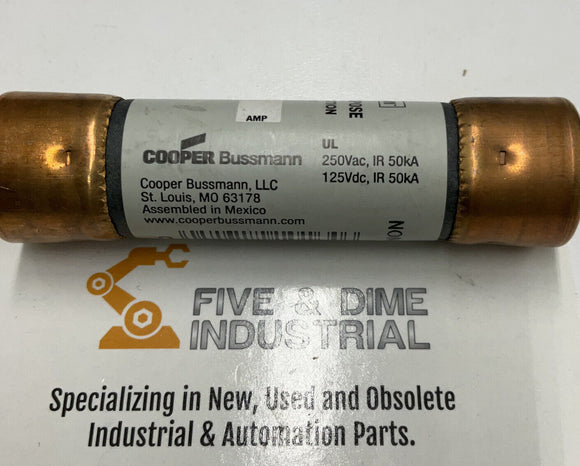 AMP
COOPER Bussmann
Cooper Bussmann, LLC
St. Louis, MO 63178
Assembled in Mexico
www.cooperbussmann.com
UL
250Vac, IR 50kA
125Vdc, IR 50kA
FIVE & DIME
INDUSTRIAL
Specializing in New, Used and Obsolete
Industrial & Automation Parts.